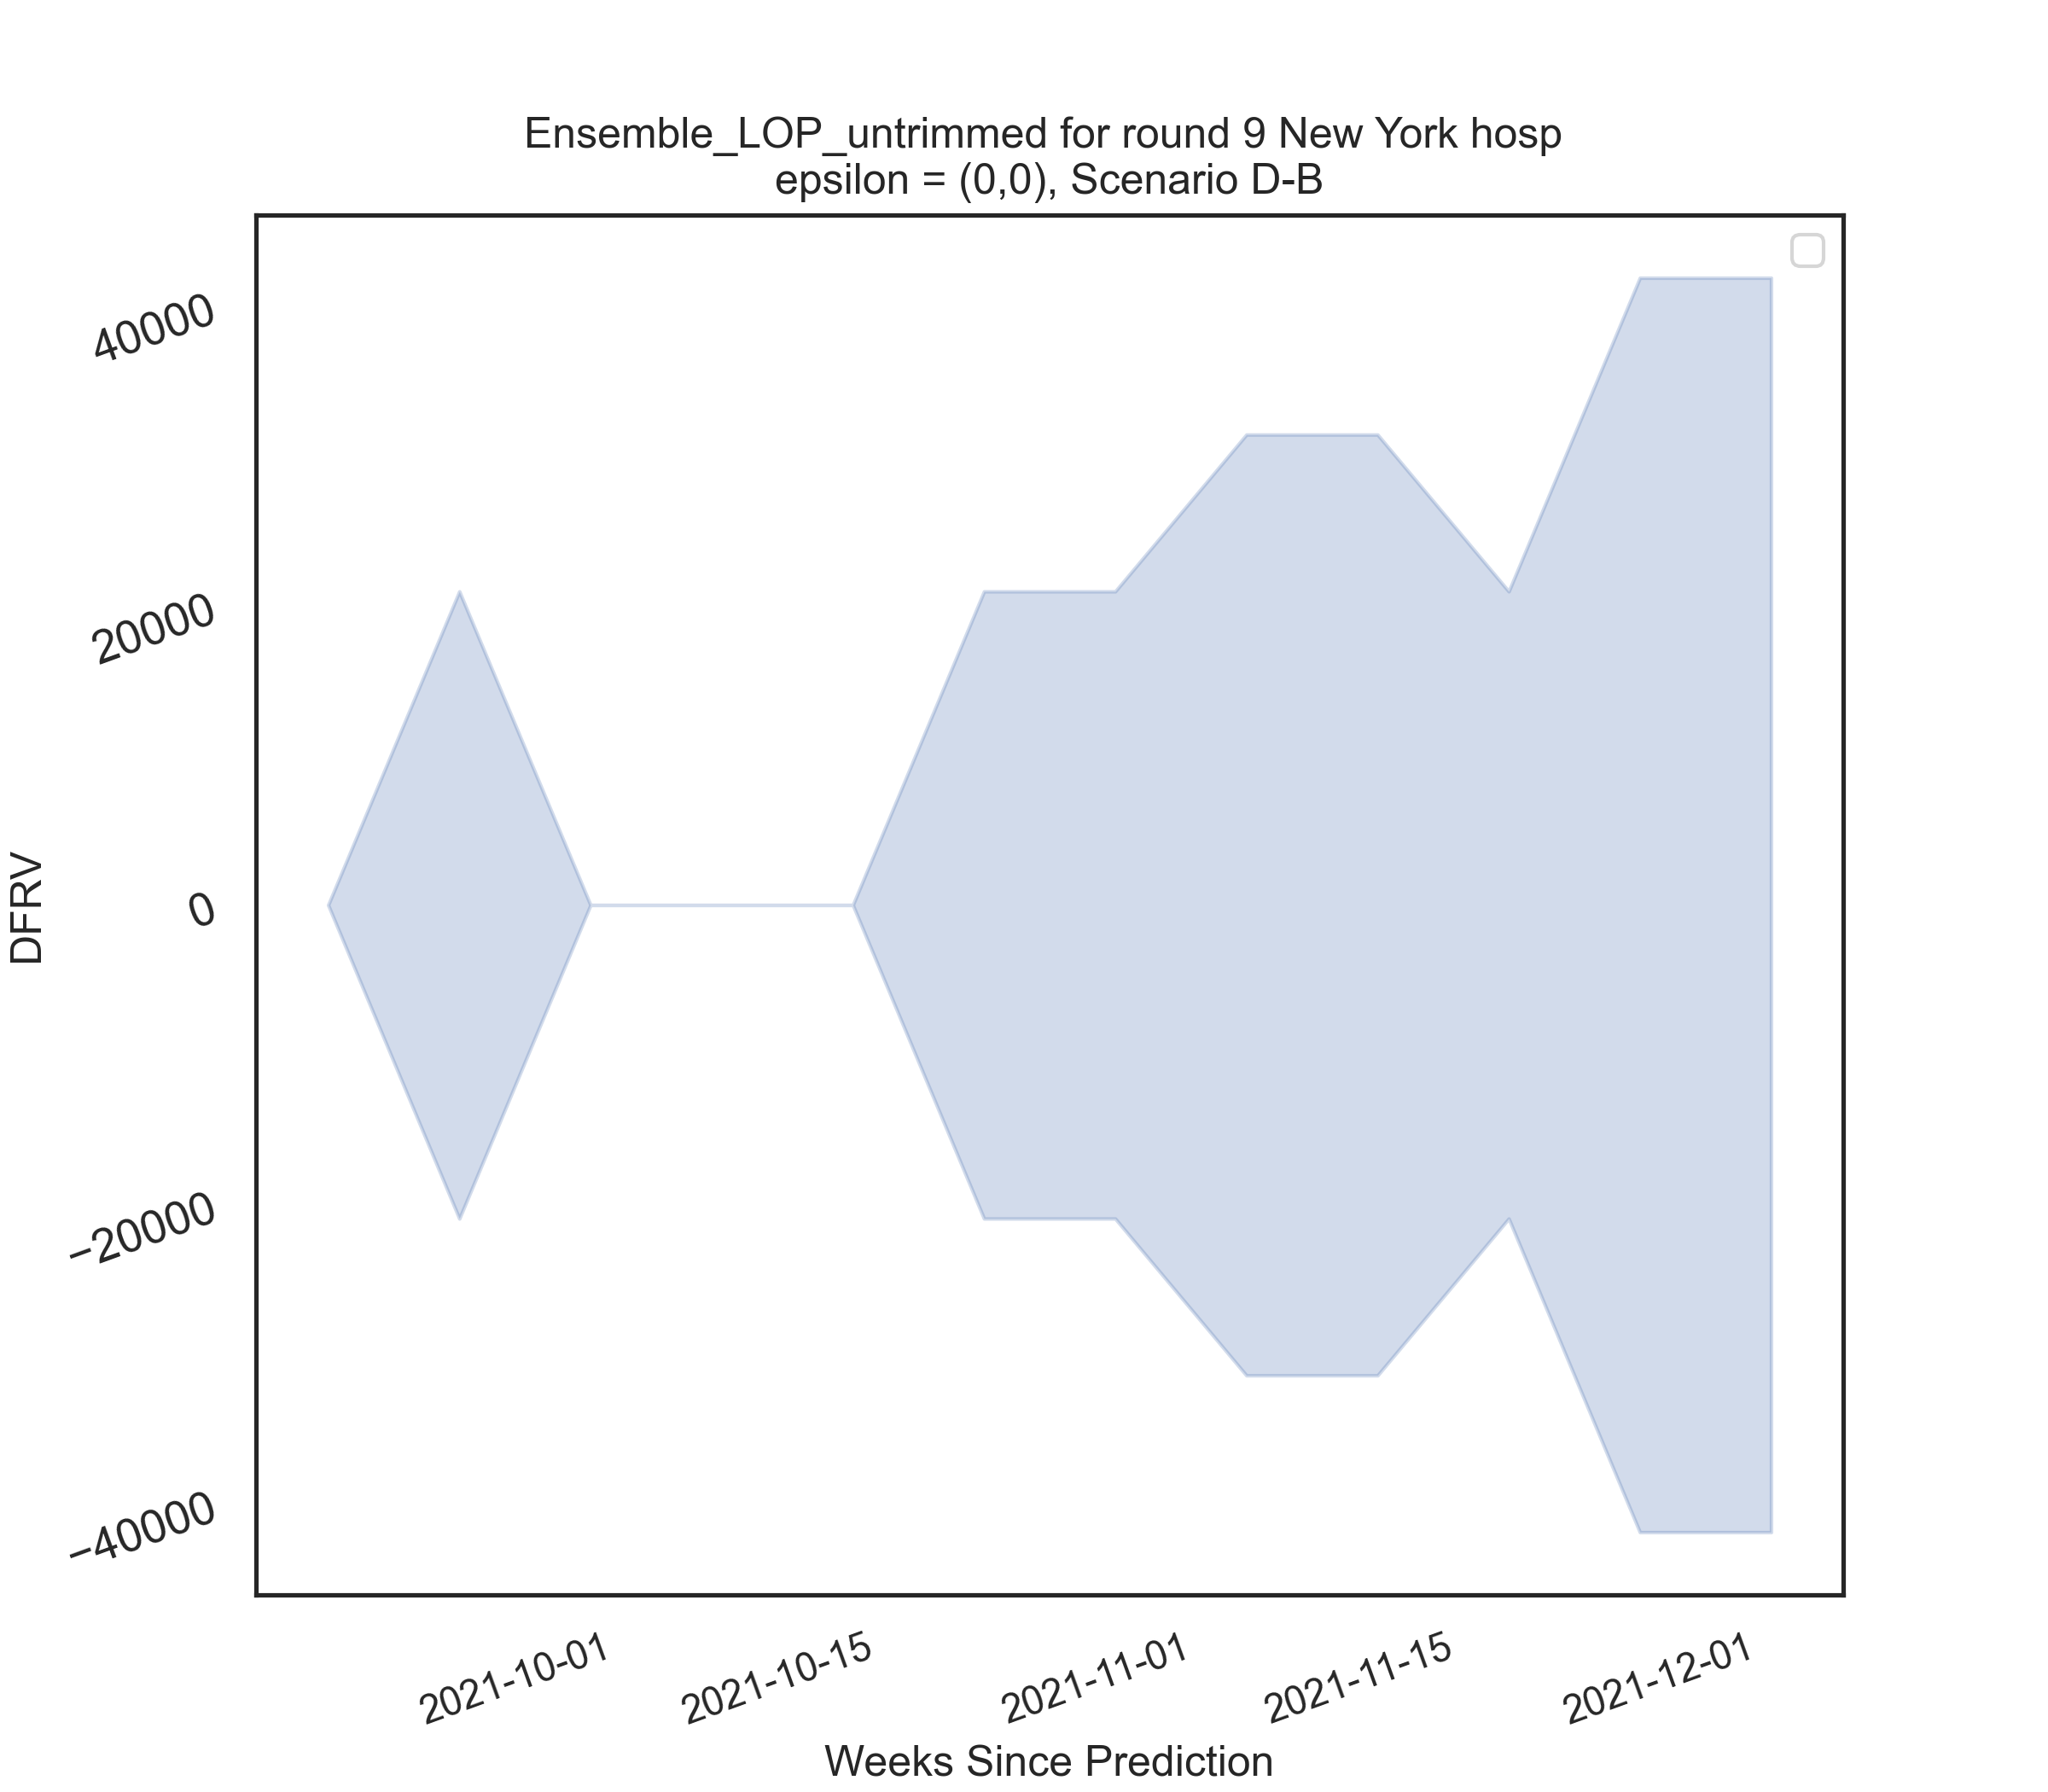 Ensemble_LOP_untrimmed for round 9 New York hosp
epsilon = (0,0), Scenario D-B
40000
20000
0
−20000
−40000
DFRV
2021-10-01
2021-10-15
2021-11-01
2021-11-15
2021-12-01
Weeks Since Prediction